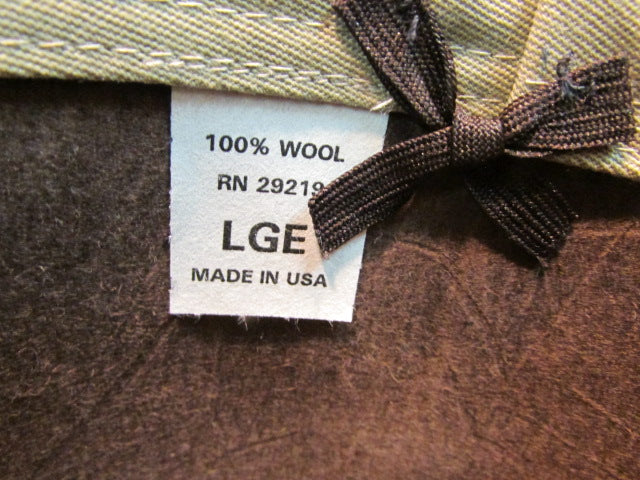 100% WOOL
RN 29219
LGE
MADE IN USA